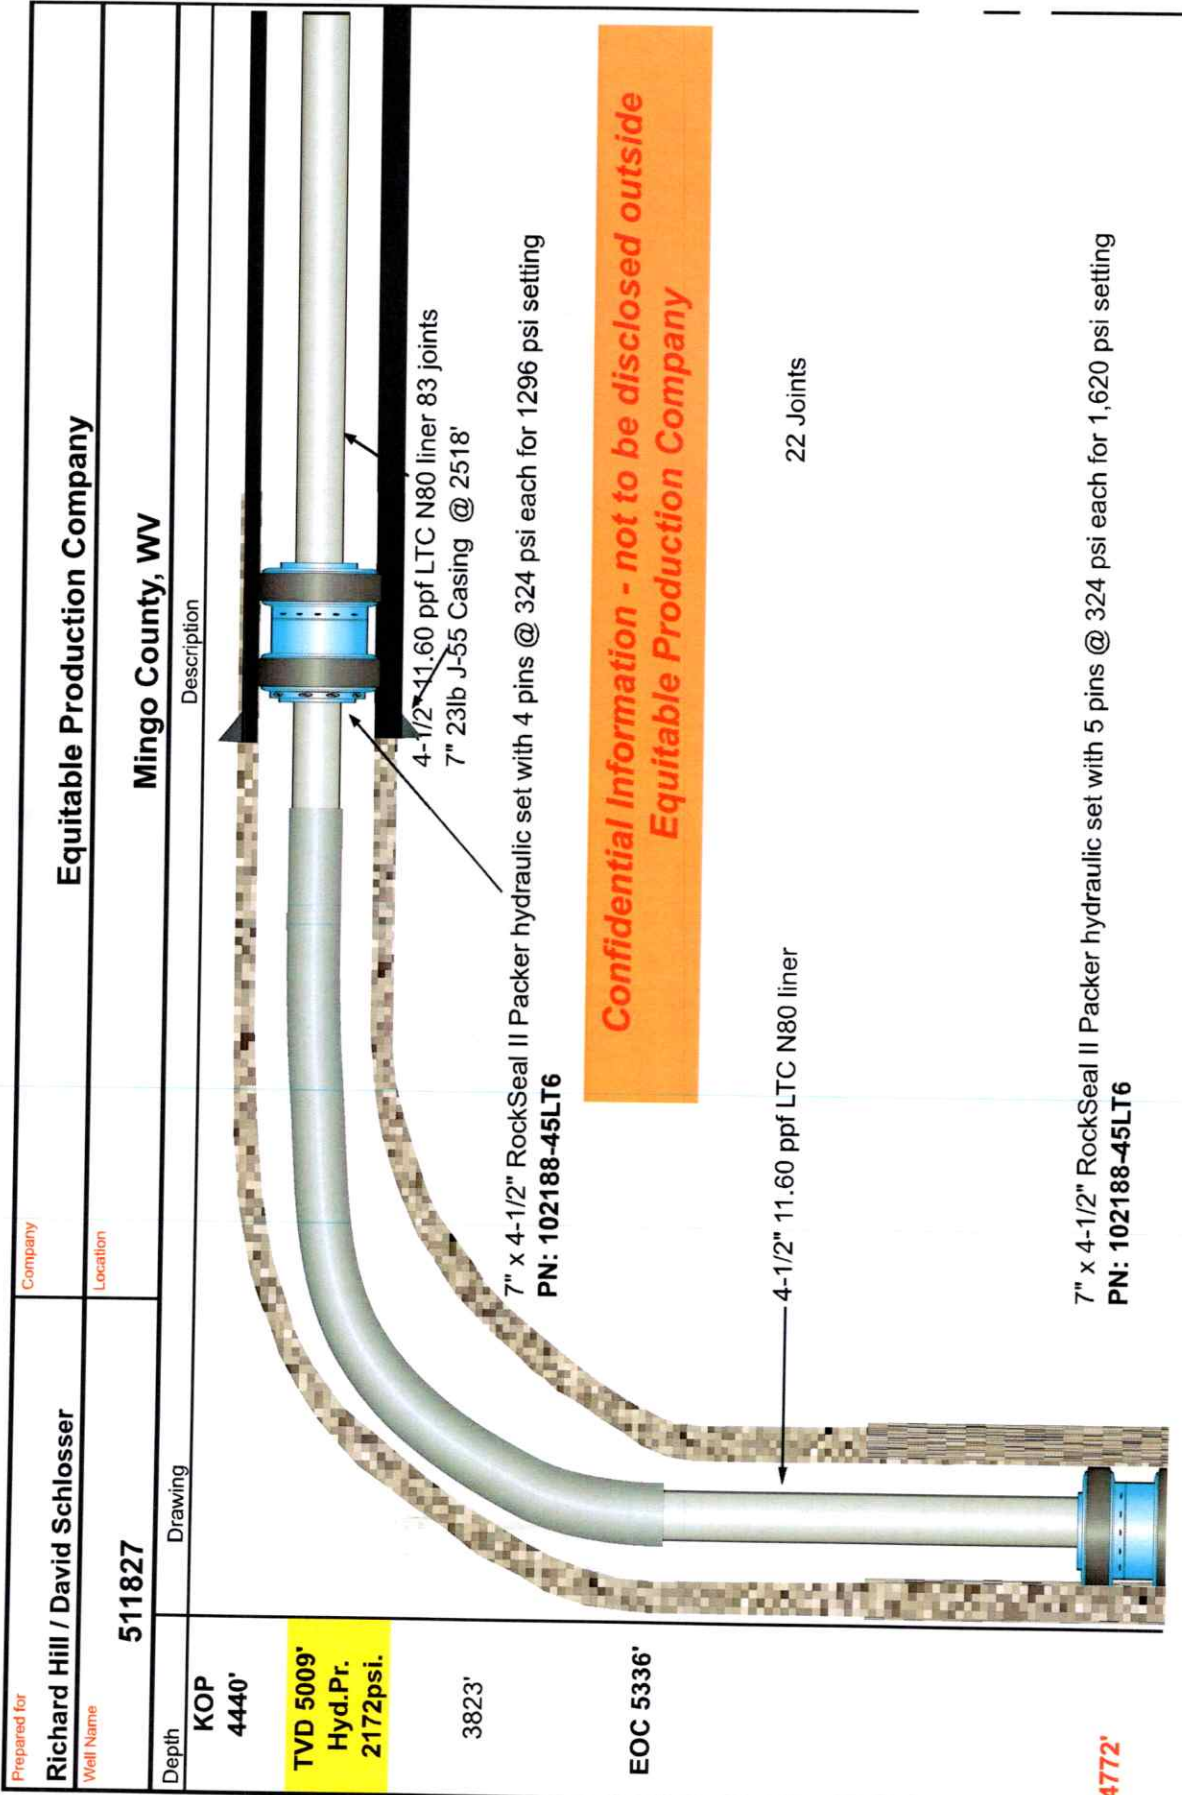 Prepared for
Richard Hill / David Schlosser
Company
Equitable Production Company
Well Name
511827
Location
Mingo County, WV
Depth
Drawing
Description
KOP
4440'
TVD 5009'
Hyd.Pr.
2172psi.
4-1/2" 11.60 ppf LTC N80 liner 83 joints
7" 23lb J-55 Casing @ 2518'
3823'
7" x 4-1/2" RockSeal II Packer hydraulic set with 4 pins @ 324 psi each for 1296 psi setting
PN: 102188-45LT6
Confidential Information - not to be disclosed outside
Equitable Production Company
EOC 5336'
4-1/2" 11.60 ppf LTC N80 liner
22 Joints
7" x 4-1/2" RockSeal II Packer hydraulic set with 5 pins @ 324 psi each for 1,620 psi setting
PN: 102188-45LT6
4772'